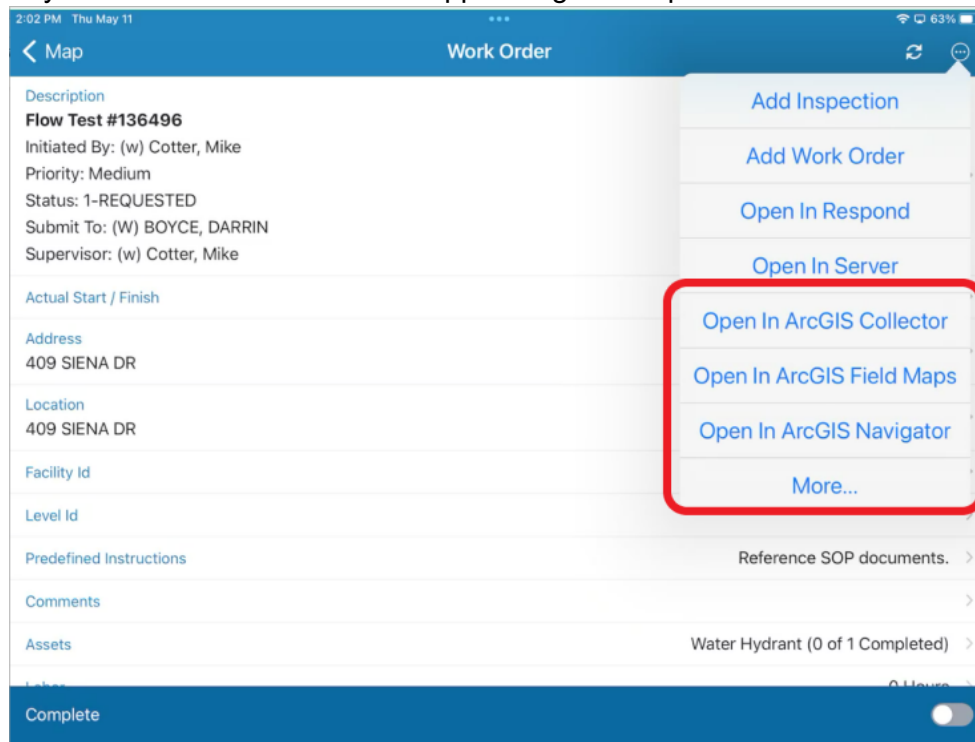 2:02 PM Thu May 11
63%
Map
Work Order
Description
Flow Test #136496
Initiated By: (w) Cotter, Mike
Priority: Medium
Status: 1-REQUESTED
Submit To: (W) BOYCE, DARRIN
Supervisor: (w) Cotter, Mike
Actual Start / Finish
Address
409 SIENA DR
Location
409 SIENA DR
Facility Id
Level Id
Predefined Instructions
Reference SOP documents.
Comments
Assets
Water Hydrant (0 of 1 Completed)
Complete
Add Inspection
Add Work Order
Open In Respond
Open In Server
Open In ArcGIS Collector
Open In ArcGIS Field Maps
Open In ArcGIS Navigator
More...